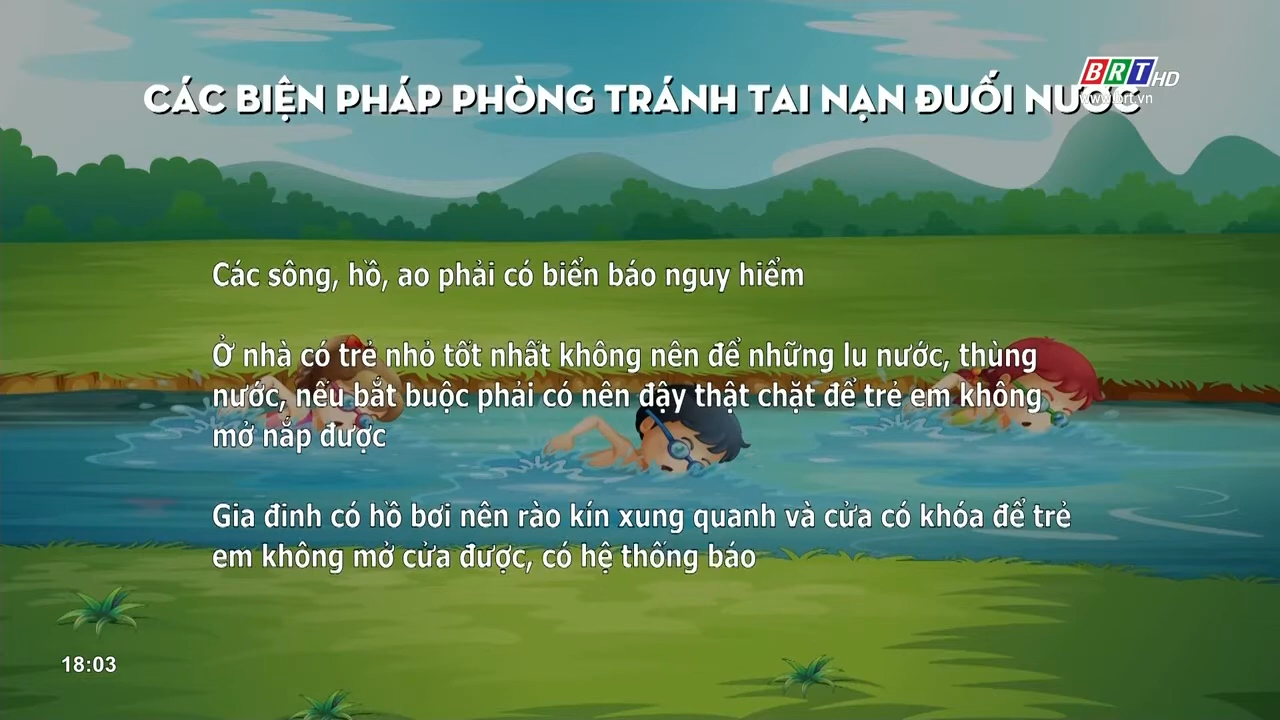 CÁC BIỆN PHÁP PHÒNG TRÁNH TAI NẠN ĐUỐI NƯỚC
BRT HD
www.brt.vn
Các sông, hồ, ao phải có biển báo nguy hiểm
Ở nhà có trẻ nhỏ tốt nhất không nên để những lu nước, thùng
nước, nếu bắt buộc phải có nên đậy thật chặt để trẻ em không
mở nắp được
Gia đinh có hồ bơi nên rào kín xung quanh và cửa có khóa để trẻ
em không mở cửa được, có hệ thống báo
18:03